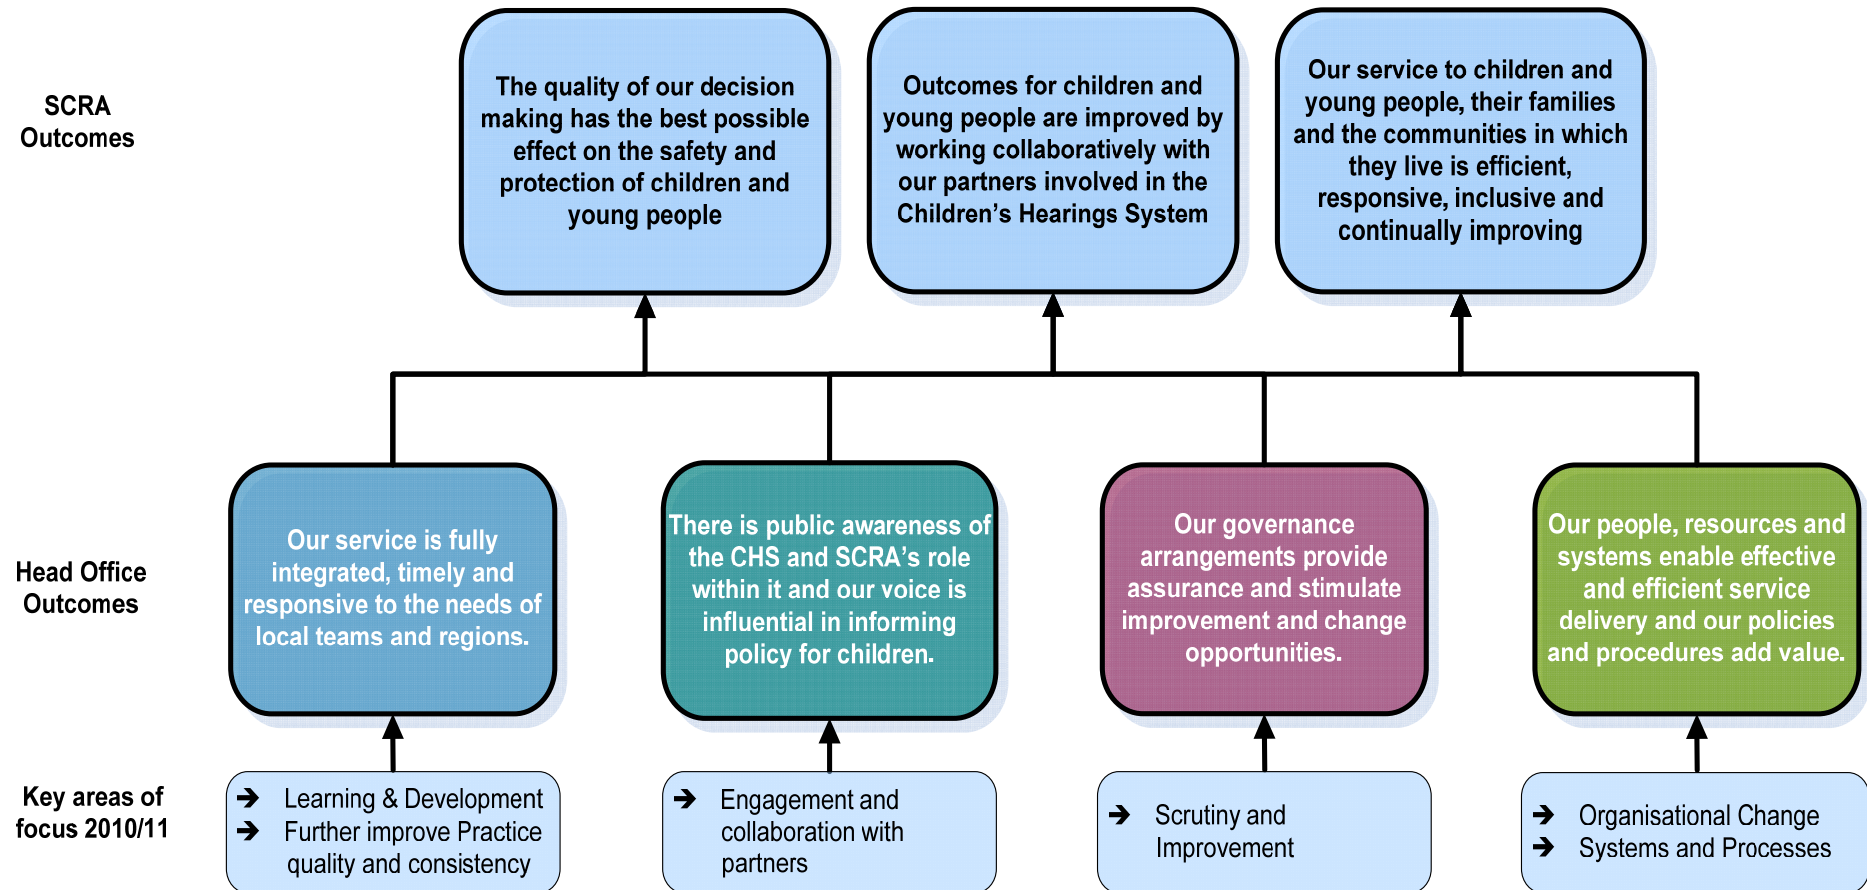 SCRA
Outcomes
The quality of our decision
making has the best possible
effect on the safety and
protection of children and
young people
Outcomes for children and
young people are improved by
working collaboratively with
our partners involved in the
Children’s Hearings System
Our service to children and
young people, their families
and the communities in which
they live is efficient,
responsive, inclusive and
continually improving
Head Office
Outcomes
Our service is fully
integrated, timely and
responsive to the needs of
local teams and regions.
There is public awareness of
the CHS and SCRA’s role
within it and our voice is
influential in informing
policy for children.
Our governance
arrangements provide
assurance and stimulate
improvement and change
opportunities.
Our people, resources and
systems enable effective
and efficient service
delivery and our policies
and procedures add value.
Key areas of
focus 2010/11
➔ Learning & Development
➔ Further improve Practice
quality and consistency
➔ Engagement and
collaboration with
partners
➔ Scrutiny and
Improvement
➔ Organisational Change
➔ Systems and Processes